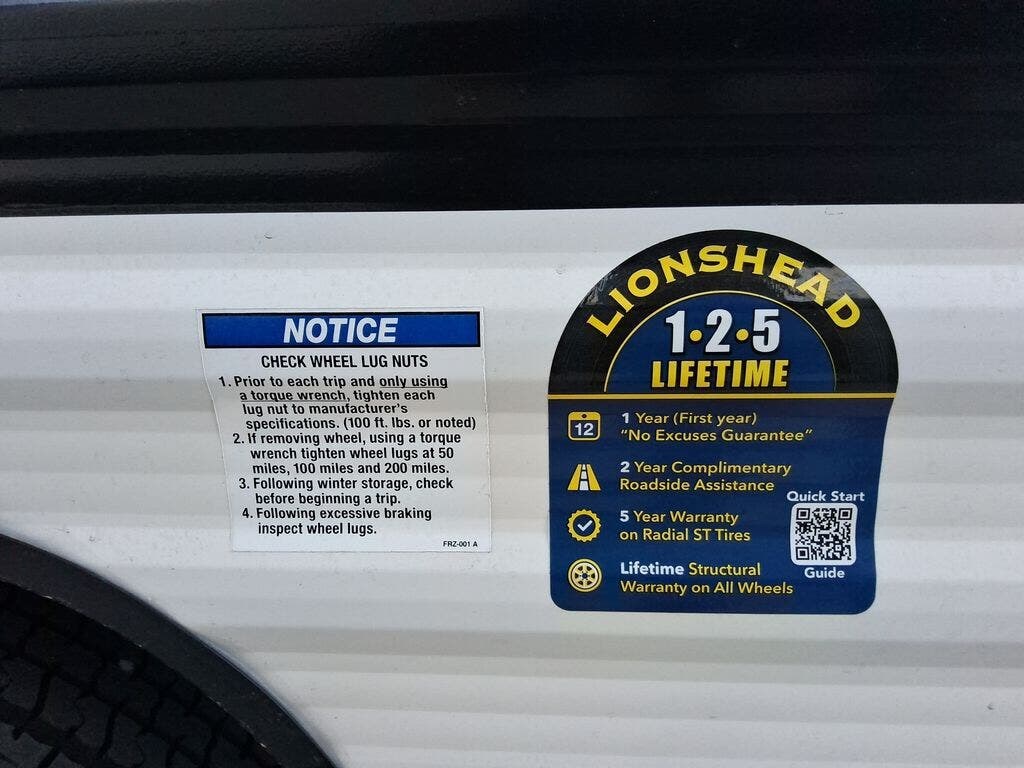 NOTICE
CHECK WHEEL LUG NUTS
1. Prior to each trip and only using
a torque wrench, tighten each
lug nut to manufacturer's
specifications. (100 ft. lbs. or noted)
2. If removing wheel, using a torque
wrench tighten wheel lugs at 50
miles, 100 miles and 200 miles.
3. Following winter storage, check
before beginning a trip.
4. Following excessive braking
inspect wheel lugs.
FRZ-001 A
LIONSHEAD
1•2•5
LIFETIME
12
1 Year (First year)
"No Excuses Guarantee"
2 Year Complimentary
Roadside Assistance
5 Year Warranty
on Radial ST Tires
Lifetime Structural
Warranty on All Wheels
Quick Start
Guide